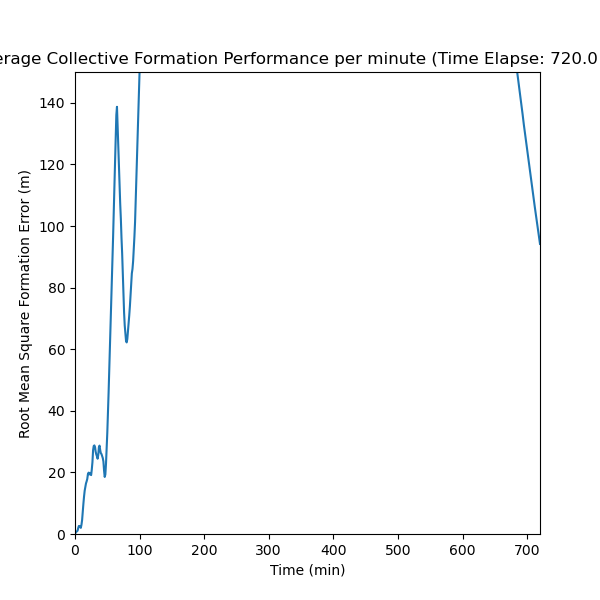 erage Collective Formation Performance per minute (Time Elapse: 720.0
140
120
100
80
60
40
20
0
Root Mean Square Formation Error (m)
0 100 200 300 400 500 600 700
Time (min)